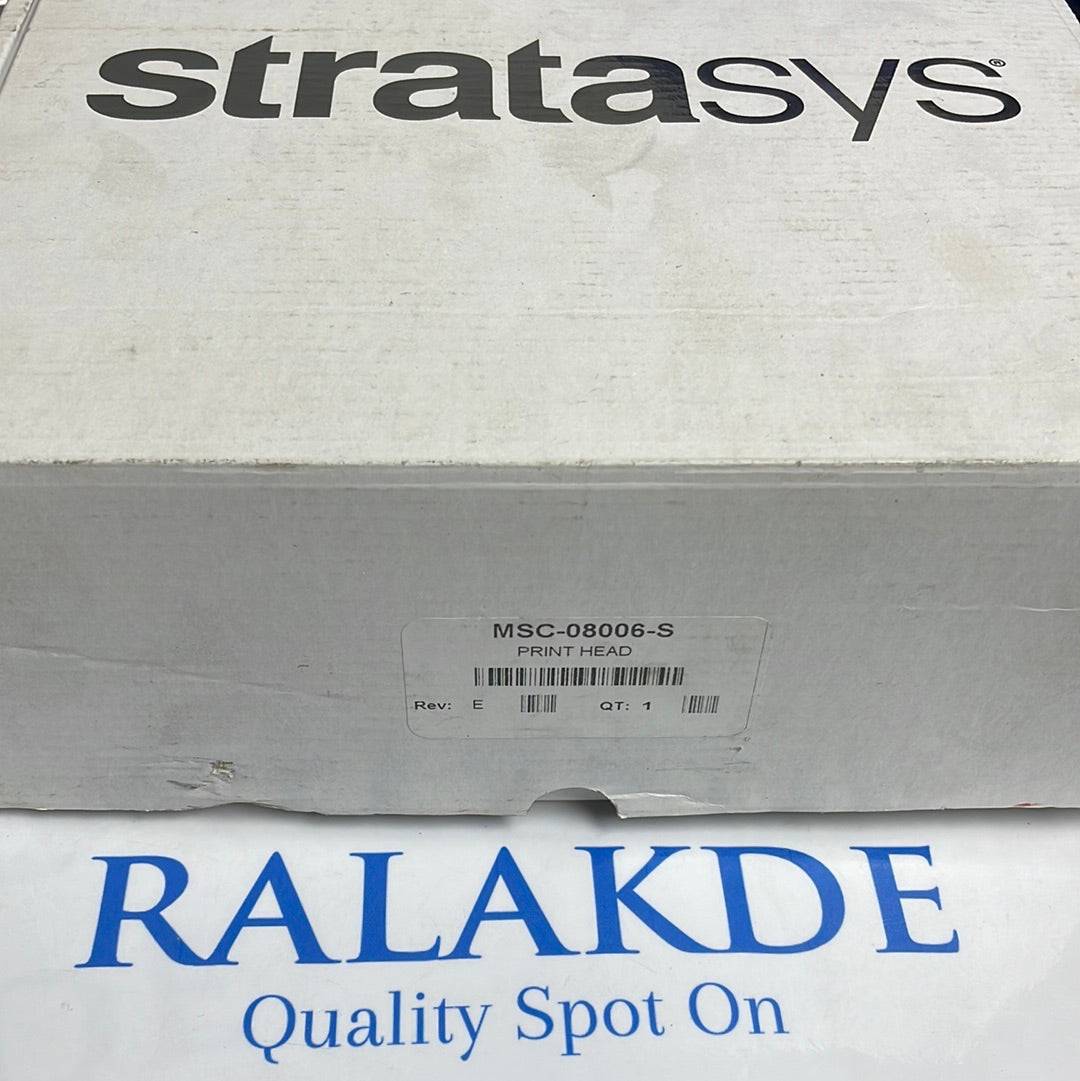 stratasys®
MSC-08006-S
PRINT HEAD
Rev: E QT: 1
RALAKDE
Quality Spot On